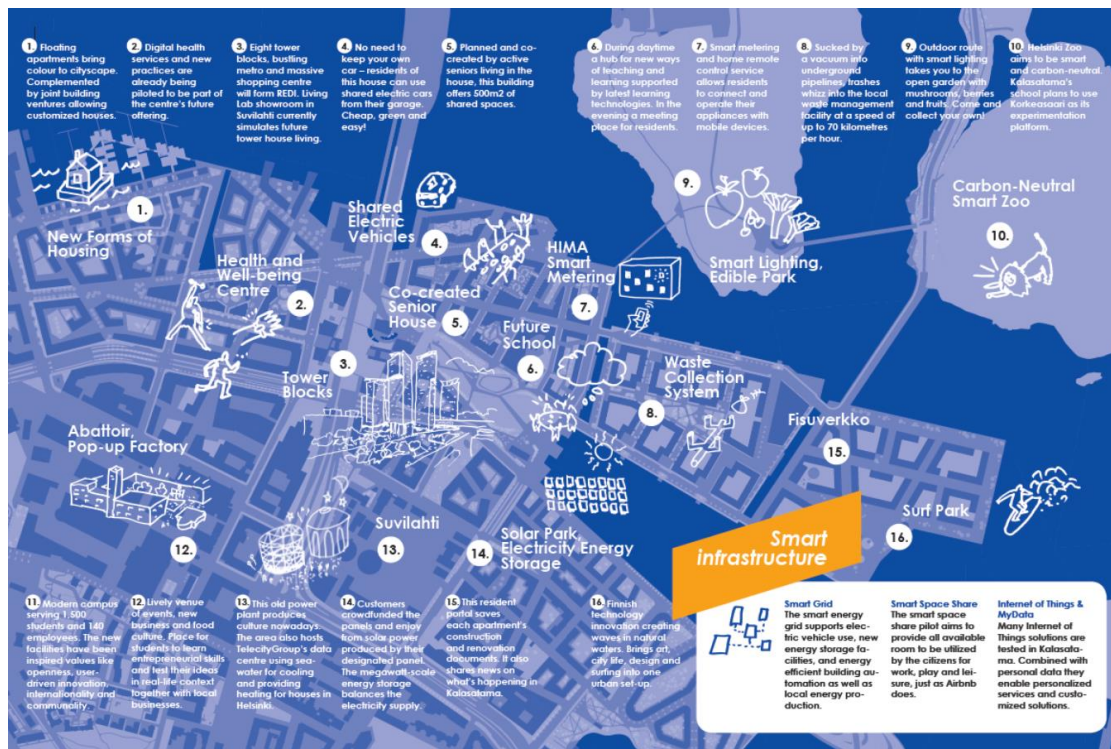 1. Floating
apartments bring
colour to cityscape.
Complemented
by joint building
ventures allowing
customized houses.
2. Digital health
services and new
practices are
already being
piloted to be part
of the centre's future
offering.
3. Eight tower
blocks, bustling
metro and massive
shopping centre
will form REDI. Living
Lab showroom in
Suvilahti currently
simulates future
tower house living.
4. No need to
keep your own
car – residents of
this house can use
shared electric cars
from their garage.
Cheap, green and
easy!
5. Planned and co-
created by active
seniors living in the
house, this building
offers 500m2 of
shared spaces.
6. During daytime
a hub for new ways
of teaching and
learning supported
by latest learning
technologies. In the
evening a meeting
place for residents.
7. Smart metering
and home remote
control service
allows residents
to connect and
operate their
appliances with
mobile devices.
8. Sucked by
a vacuum into
underground
pipelines, trashes
whizz into the local
waste management
facility at a speed of
up to 70 kilometres
per hour.
9. Outdoor route
with smart lighting
takes you to the
open garden with
mushrooms, berries
and fruits. Come and
collect your own!
10. Helsinki Zoo
aims to be smart
and carbon-neutral.
Kalasatama's
school plans to use
Korkeasaari as its
experimentation
platform.
1.
New Forms of
Housing
Health and
Well-being
Centre
2.
Shared
Electric
Vehicles
4.
Co-created
Senior
House
5.
HIMA
Smart
Metering
7.
9.
Smart Lighting,
Edible Park
Carbon-Neutral
Smart Zoo
10.
3.
Tower
Blocks
Future
School
6.
Waste
Collection
System
8.
Fisuverkko
15.
Abattoir,
Pop-up Factory
12.
Suvilahti
13.
Solar Park,
Electricity Energy
Storage
14.
Surf Park
16.
Smart
infrastructure
11. Modern campus
serving 1 500
students and 140
employees. The new
facilities have been
inspired values like
openness, user-
driven innovation,
internationality and
communality.
12. Lively venue
of events, new
business and food
culture. Place for
students to learn
entrepreneurial skills
and test their ideas
in real-life context
together with local
businesses.
13. This old power
plant produces
culture nowadays.
The area also hosts
TelecityGroup's data
centre using sea-
water for cooling
and providing
heating for houses in
Helsinki.
14. Customers
crowdfunded the
panels and enjoy
from solar power
produced by their
designated panel.
The megawatt-scale
energy storage
balances the
electricity supply.
15. This resident
portal saves
each apartment's
construction
and renovation
documents. It also
shares news on
what's happening in
Kalasatama.
16. Finnish
technology
innovation creating
waves in natural
waters. Brings art,
city life, design and
surfing into one
urban set-up.
Smart Grid
The smart energy
grid supports elec-
tric vehicle use, new
energy storage fa-
cilities, and energy
efficient building au-
tomation as well as
local energy pro-
duction.
Smart Space Share
The smart space
share pilot aims to
provide all available
room to be utilized
by the citizens for
work, play and lei-
sure, just as Airbnb
does.
Internet of Things &
MyData
Many Internet of
Things solutions are
tested in Kalasata-
ma. Combined with
personal data they
enable personalized
services and custo-
mized solutions.